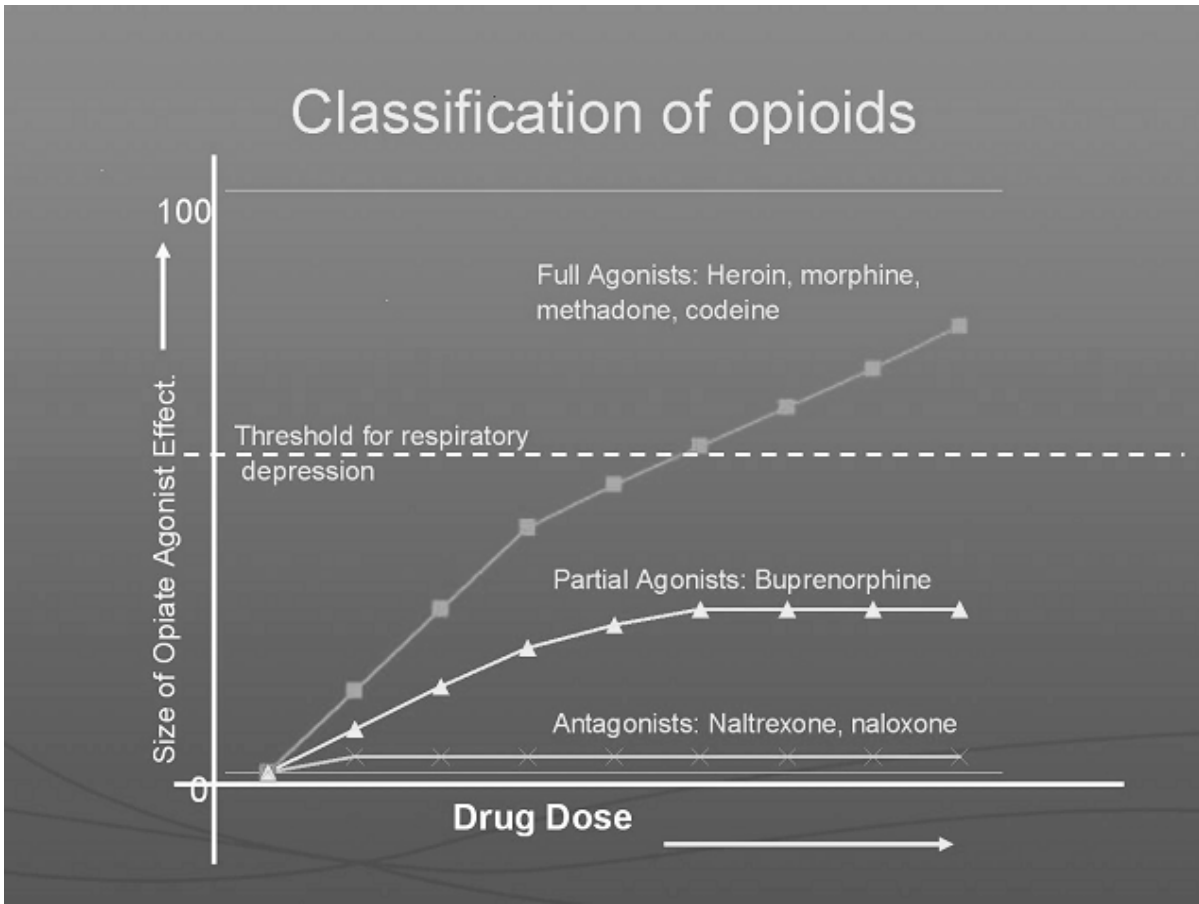 Classification of opioids
100
Full Agonists: Heroin, morphine,
methadone, codeine
Size of Opiate Agonist Effect.
Threshold for respiratory
depression
Partial Agonists: Buprenorphine
Antagonists: Naltrexone, naloxone
0
Drug Dose